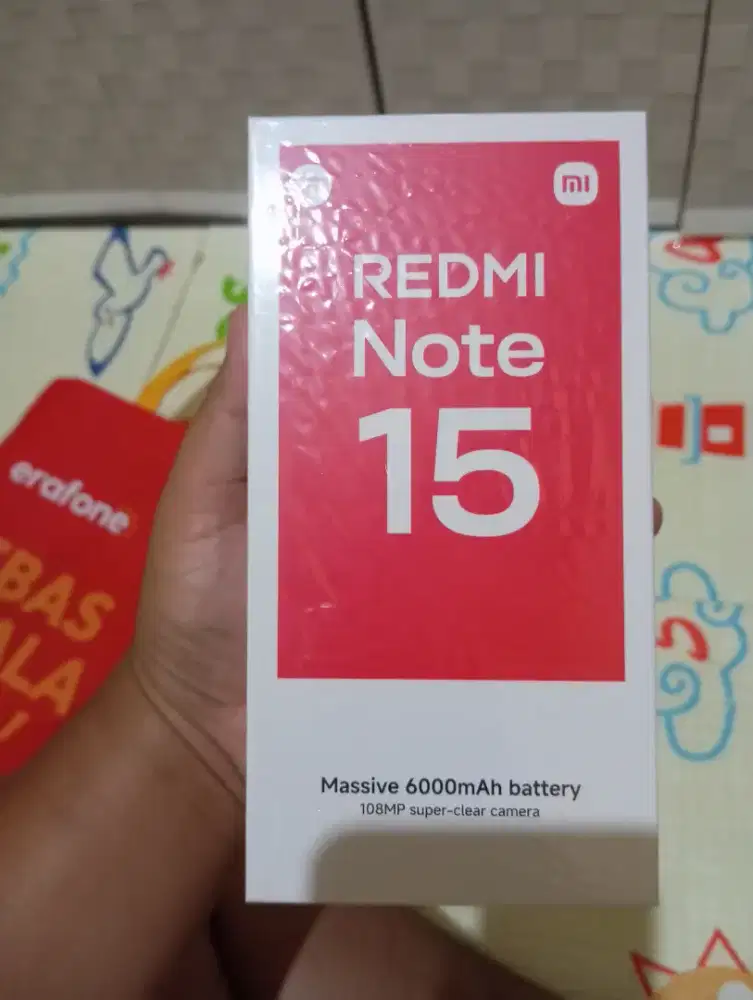 mi
REDMI
Note
15
Massive 6000mAh battery
108MP super-clear camera
erafone
BAS
ALA